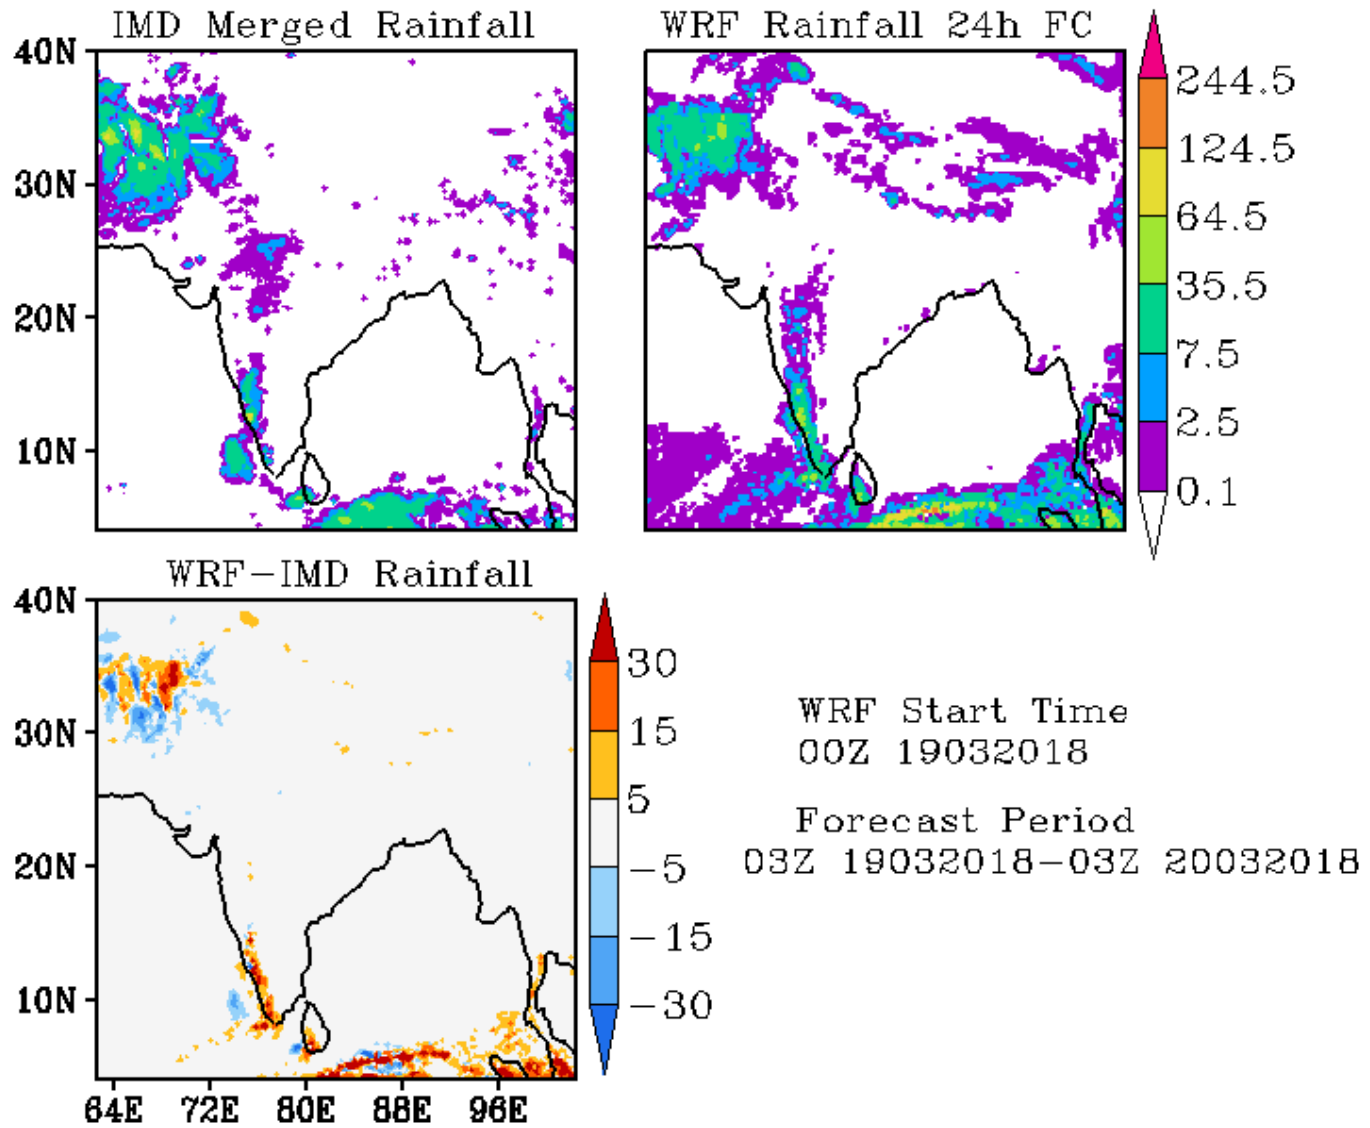 IMD Merged Rainfall
WRF Rainfall 24h FC
40N
30N
20N
10N
244.5
124.5
64.5
35.5
7.5
2.5
0.1
WRF-IMD Rainfall
40N
30N
20N
10N
64E 72E 80E 88E 96E
30
15
5
-5
-15
-30
WRF Start Time
00Z 19032018
Forecast Period
03Z 19032018-03Z 20032018